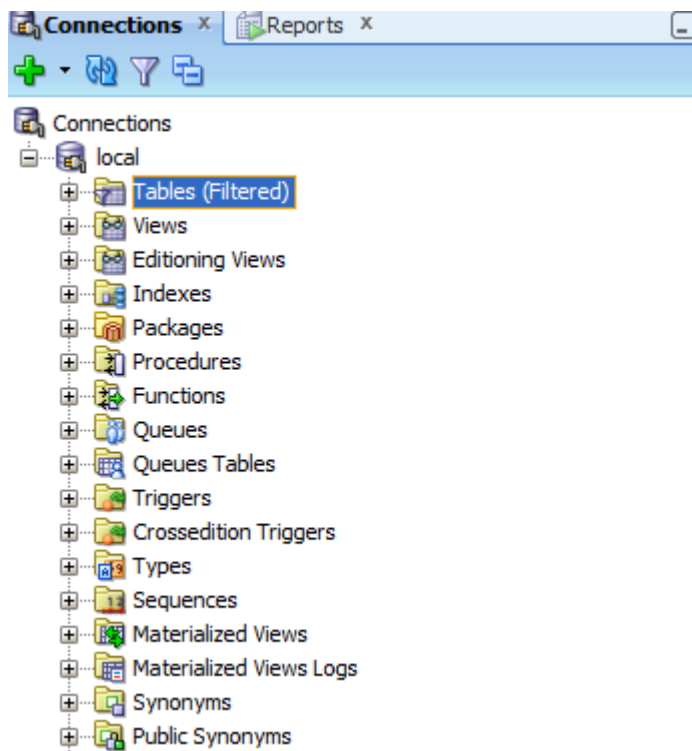 Connections x Reports x
Connections
local
Tables (Filtered)
Views
Editioning Views
Indexes
Packages
Procedures
Functions
Queues
Queues Tables
Triggers
Crossedition Triggers
Types
Sequences
Materialized Views
Materialized Views Logs
Synonyms
Public Synonyms